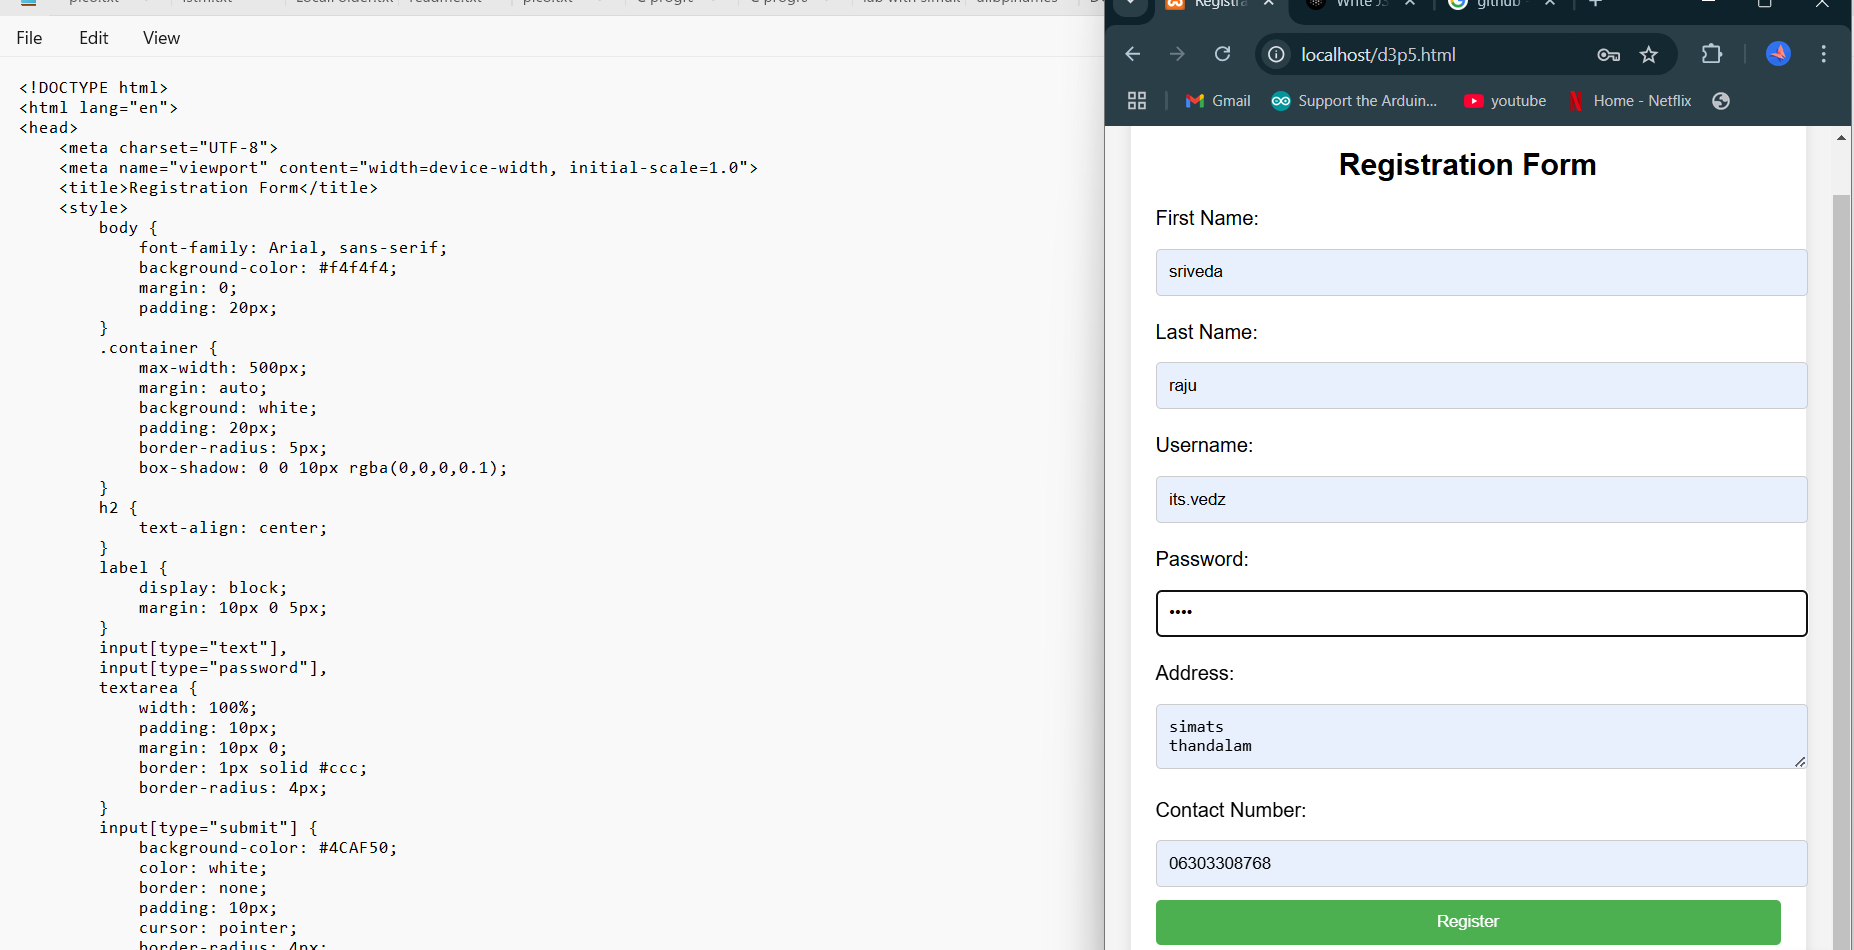 File Edit View
<!DOCTYPE html>
<html lang="en">
<head>
<meta charset="UTF-8">
<meta name="viewport" content="width=device-width, initial-scale=1.0">
<title>Registration Form</title>
<style>
body {
font-family: Arial, sans-serif;
background-color: #f4f4f4;
margin: 0;
padding: 20px;
}
.container {
max-width: 500px;
margin: auto;
background: white;
padding: 20px;
border-radius: 5px;
box-shadow: 0 0 10px rgba(0,0,0,0.1);
}
h2 {
text-align: center;
}
label {
display: block;
margin: 10px 0 5px;
}
input[type="text"],
input[type="password"],
textarea {
width: 100%;
padding: 10px;
margin: 10px 0;
border: 1px solid #ccc;
border-radius: 4px;
}
input[type="submit"] {
background-color: #4CAF50;
color: white;
border: none;
padding: 10px;
cursor: pointer;
border-radius: 4px;
localhost/d3p5.html
Gmail Support the Arduin... youtube Home - Netflix
Registration Form
First Name:
sriveda
Last Name:
raju
Username:
its.vedz
Password:
••••
Address:
simats
thandalam
Contact Number:
06303308768
Register